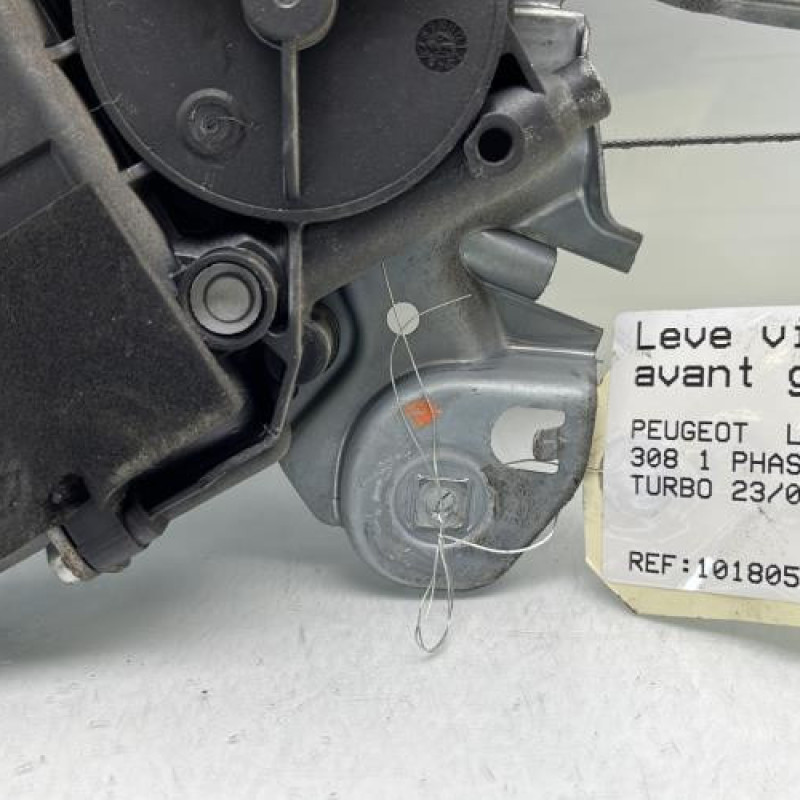 Leve vi
avant g
PEUGEOT L
308 1 PHAS
TURBO 23/0
REF:101805